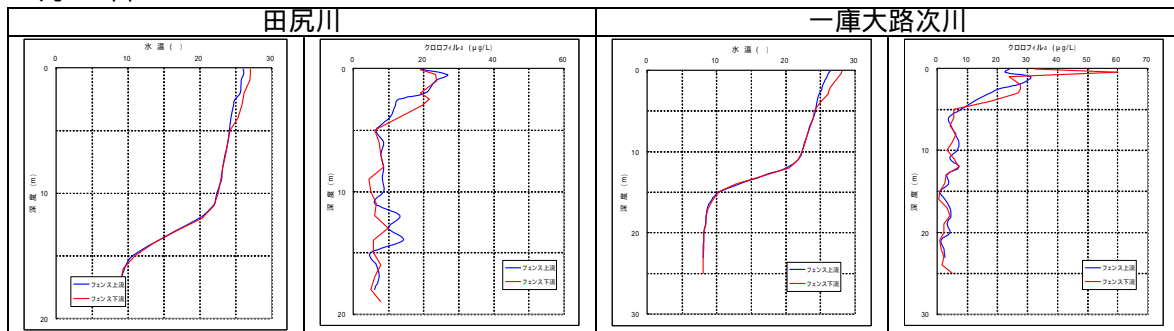 田尻川
一庫大路次川
水 温 ( )
0 10 20 30
0
10
20
深 度 (m)
フェンス上流
フェンス下流
クロロフィルa (μg/L)
0 20 40 60
0
10
20
深 度 (m)
フェンス上流
フェンス下流
水 温 ( )
0 10 20 30
0
10
20
30
深 度 (m)
フェンス上流
フェンス下流
クロロフィルa (μg/L)
0 10 20 30 40 50 60 70
0
10
20
30
深 度 (m)
フェンス上流
フェンス下流